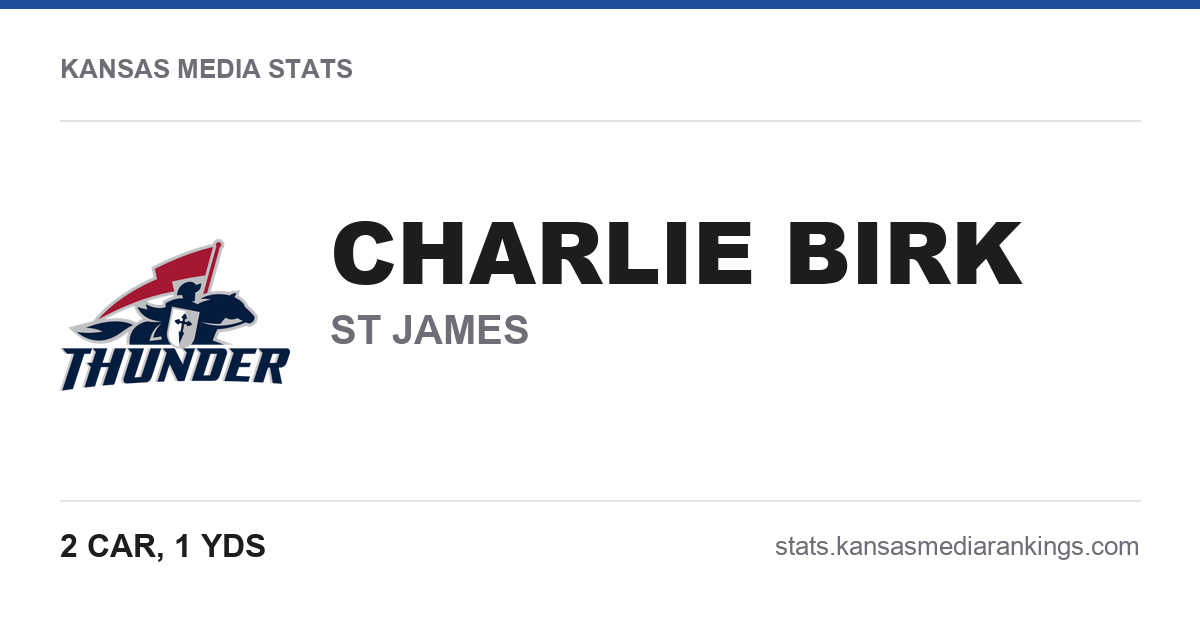 KANSAS MEDIA STATS
CHARLIE BIRK
ST JAMES
THUNDER
2 CAR, 1 YDS
stats.kansasmediarankings.com